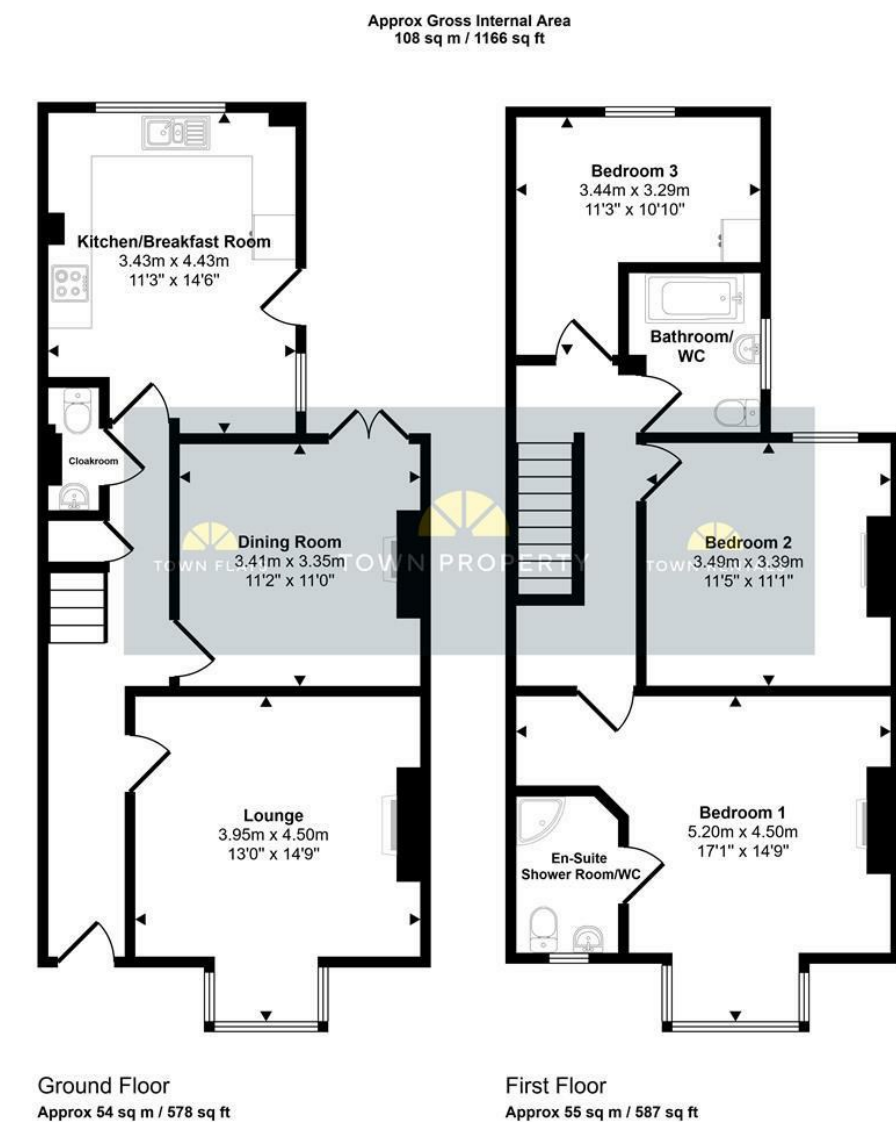 Approx Gross Internal Area
108 sq m / 1166 sq ft
Kitchen/Breakfast Room
3.43m x 4.43m
11'3" x 14'6"
Cloakroom
Dining Room
3.41m x 3.35m
11'2" x 11'0"
Lounge
3.95m x 4.50m
13'0" x 14'9"
Ground Floor
Approx 54 sq m / 578 sq ft
Bedroom 3
3.44m x 3.29m
11'3" x 10'10"
Bathroom/
WC
Bedroom 2
3.49m x 3.39m
11'5" x 11'1"
Bedroom 1
5.20m x 4.50m
17'1" x 14'9"
En-Suite
Shower Room/WC
First Floor
Approx 55 sq m / 587 sq ft
TOWN FLATS
TOWN PROPERTY
TOWN RENTALS